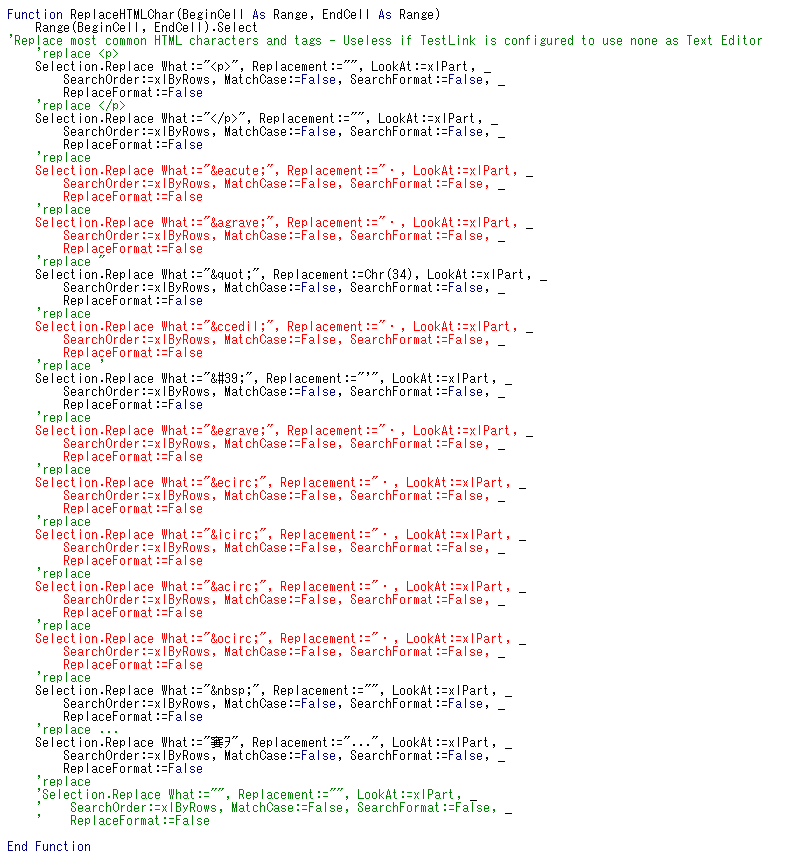 Function ReplaceHTMLChar(BeginCell As Range, EndCell As Range)
    Range(BeginCell, EndCell).Select
'Replace most common HTML characters and tags - Useless if TestLink is configured to use none as Text Editor
    'replace <p>
    Selection.Replace What:="<p>", Replacement:="", LookAt:=xlPart, _
        SearchOrder:=xlByRows, MatchCase:=False, SearchFormat:=False, _
        ReplaceFormat:=False
    'replace </p>
    Selection.Replace What:="</p>", Replacement:="", LookAt:=xlPart, _
        SearchOrder:=xlByRows, MatchCase:=False, SearchFormat:=False, _
        ReplaceFormat:=False
    'replace
    Selection.Replace What:="&eacute;", Replacement:="・, LookAt:=xlPart, _
        SearchOrder:=xlByRows, MatchCase:=False, SearchFormat:=False, _
        ReplaceFormat:=False
    'replace
    Selection.Replace What:="&agrave;", Replacement:="・, LookAt:=xlPart, _
        SearchOrder:=xlByRows, MatchCase:=False, SearchFormat:=False, _
        ReplaceFormat:=False
    'replace "
    Selection.Replace What:="&quot;", Replacement:=Chr(34), LookAt:=xlPart, _
        SearchOrder:=xlByRows, MatchCase:=False, SearchFormat:=False, _
        ReplaceFormat:=False
    'replace
    Selection.Replace What:="&ccedil;", Replacement:="・, LookAt:=xlPart, _
        SearchOrder:=xlByRows, MatchCase:=False, SearchFormat:=False, _
        ReplaceFormat:=False
    'replace '
    Selection.Replace What:="&#39;", Replacement:="'", LookAt:=xlPart, _
        SearchOrder:=xlByRows, MatchCase:=False, SearchFormat:=False, _
        ReplaceFormat:=False
    'replace
    Selection.Replace What:="&egrave;", Replacement:="・, LookAt:=xlPart, _
        SearchOrder:=xlByRows, MatchCase:=False, SearchFormat:=False, _
        ReplaceFormat:=False
    'replace
    Selection.Replace What:="&ecirc;", Replacement:="・, LookAt:=xlPart, _
        SearchOrder:=xlByRows, MatchCase:=False, SearchFormat:=False, _
        ReplaceFormat:=False
    'replace
    Selection.Replace What:="&icirc;", Replacement:="・, LookAt:=xlPart, _
        SearchOrder:=xlByRows, MatchCase:=False, SearchFormat:=False, _
        ReplaceFormat:=False
    'replace
    Selection.Replace What:="&acirc;", Replacement:="・, LookAt:=xlPart, _
        SearchOrder:=xlByRows, MatchCase:=False, SearchFormat:=False, _
        ReplaceFormat:=False
    'replace
    Selection.Replace What:="&ocirc;", Replacement:="・, LookAt:=xlPart, _
        SearchOrder:=xlByRows, MatchCase:=False, SearchFormat:=False, _
        ReplaceFormat:=False
    'replace
    Selection.Replace What:="&nbsp;", Replacement:="", LookAt:=xlPart, _
        SearchOrder:=xlByRows, MatchCase:=False, SearchFormat:=False, _
        ReplaceFormat:=False
    'replace ...
    Selection.Replace What:="窶ｦ", Replacement:="...", LookAt:=xlPart, _
        SearchOrder:=xlByRows, MatchCase:=False, SearchFormat:=False, _
        ReplaceFormat:=False
    'replace
    'Selection.Replace What:="", Replacement:="", LookAt:=xlPart, _
    '    SearchOrder:=xlByRows, MatchCase:=False, SearchFormat:=False, _
    '    ReplaceFormat:=False
End Function